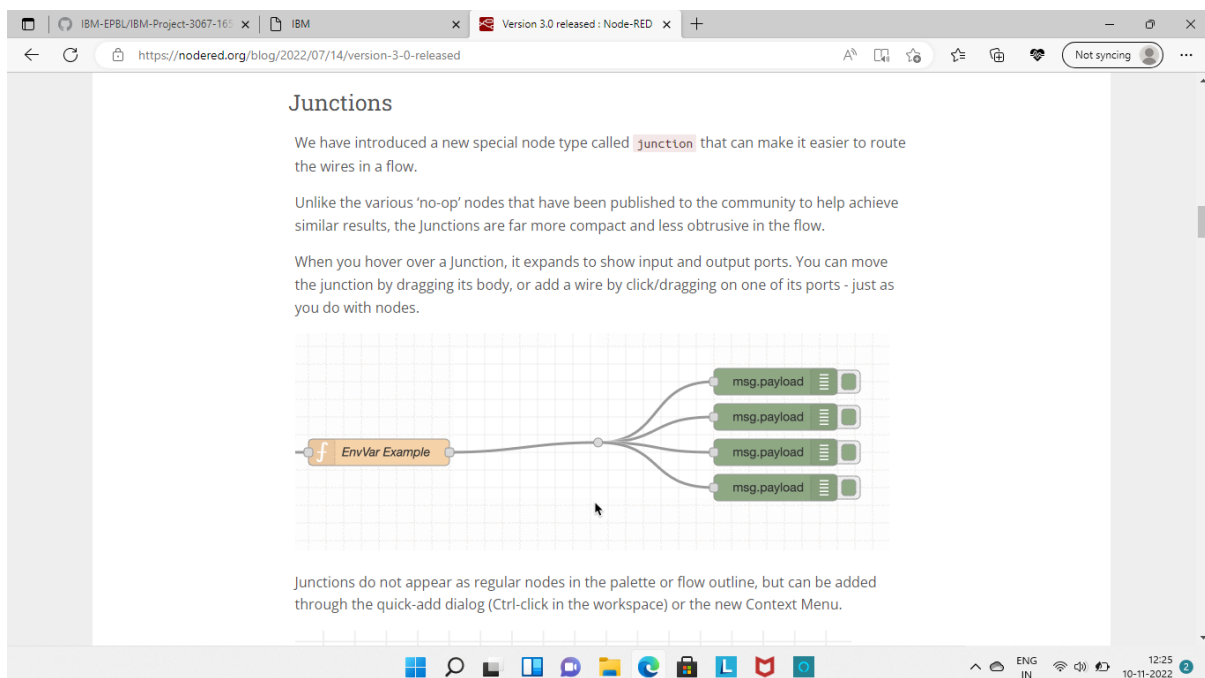 IBM-EPBL/IBM-Project-3067-165
IBM
Version 3.0 released : Node-RED
https://nodered.org/blog/2022/07/14/version-3-0-released
Not syncing
Junctions
We have introduced a new special node type called junction that can make it easier to route
the wires in a flow.
Unlike the various ‘no-op’ nodes that have been published to the community to help achieve
similar results, the Junctions are far more compact and less obtrusive in the flow.
When you hover over a Junction, it expands to show input and output ports. You can move
the junction by dragging its body, or add a wire by click/dragging on one of its ports - just as
you do with nodes.
msg.payload
msg.payload
EnvVar Example
msg.payload
msg.payload
Junctions do not appear as regular nodes in the palette or flow outline, but can be added
through the quick-add dialog (Ctrl-click in the workspace) or the new Context Menu.
ENG
IN
12:25
10-11-2022
2